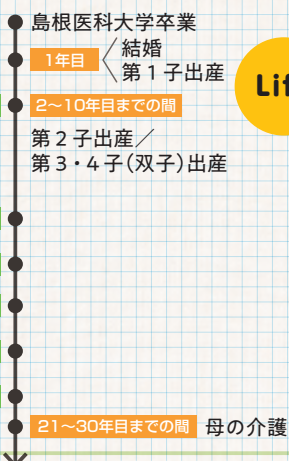 島根医科大学卒業
1年目 結婚
第1子出産
Lif
2〜10年目までの間
第2子出産／
第3・4子(双子)出産
21〜30年目までの間 母の介護